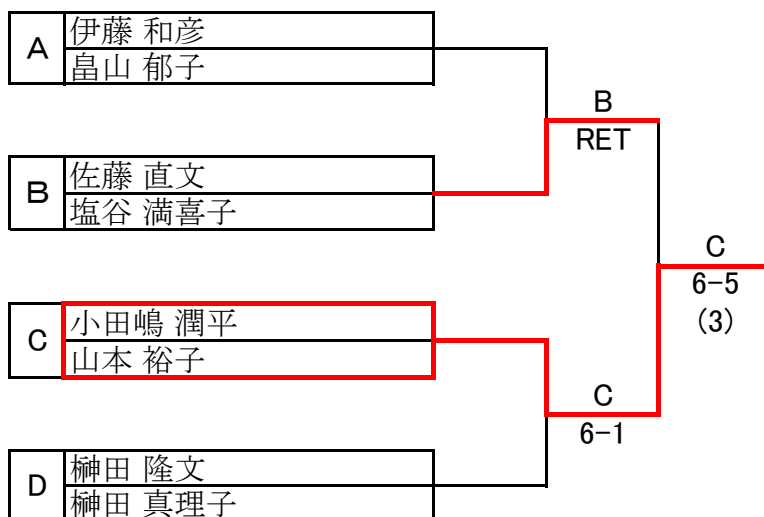 A
伊藤 和彦
畠山 郁子
B
RET
B
佐藤 直文
塩谷 満喜子
C
6-5
(3)
C
小田嶋 潤平
山本 裕子
C
6-1
D
榊田 隆文
榊田 真理子